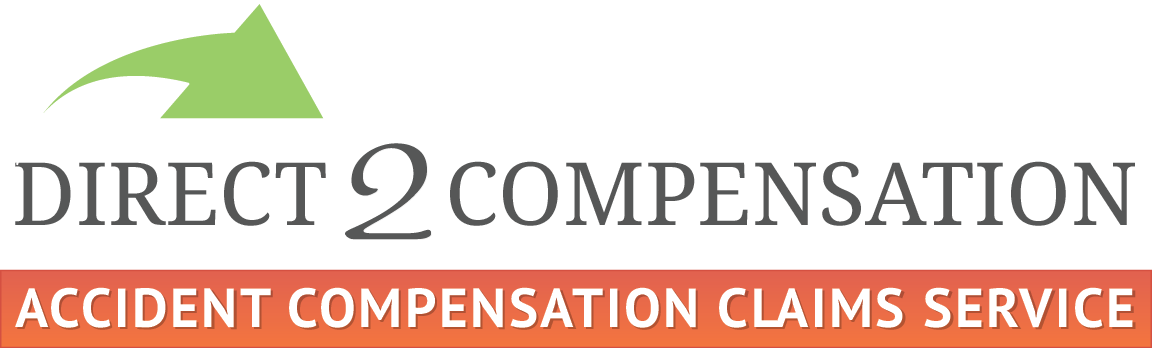 DIRECT 2 COMPENSATION
ACCIDENT COMPENSATION CLAIMS SERVICE